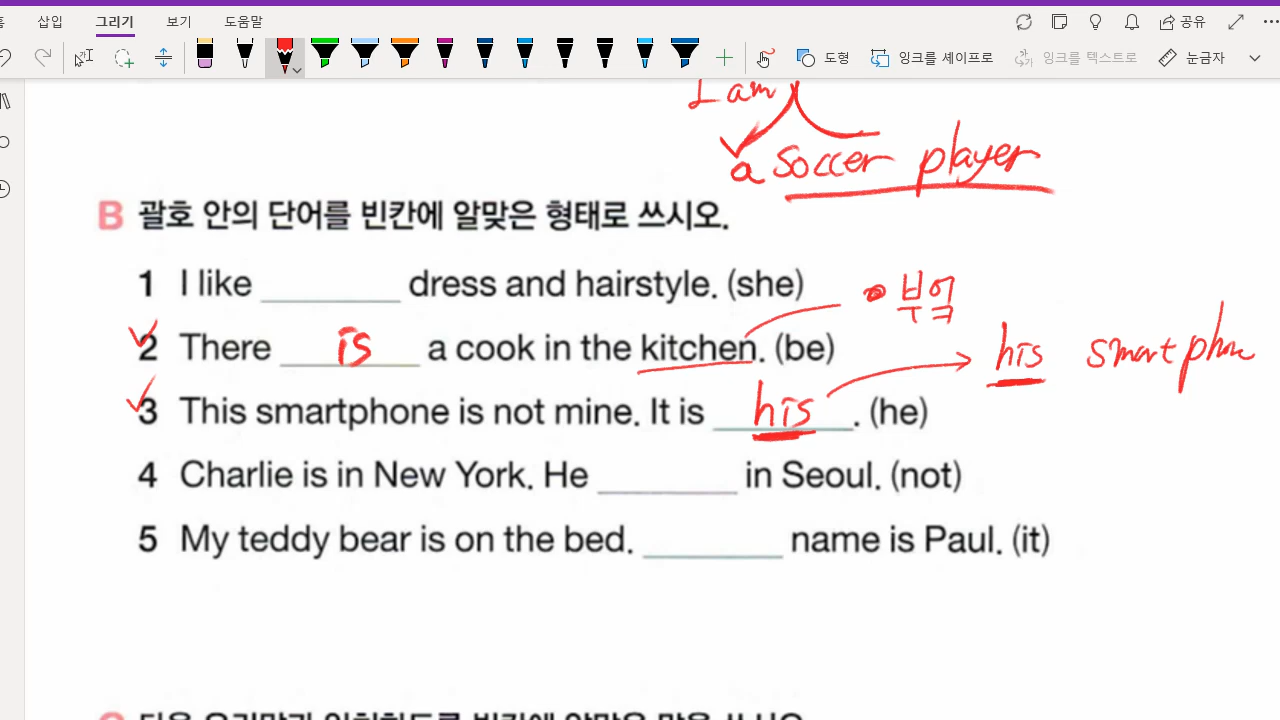 삽입 그리기 보기 도움말 공유
도형 잉크를 셰이프로 잉크를 텍스트로 눈금자
I am
a soccer player
B 괄호 안의 단어를 빈칸에 알맞은 형태로 쓰시오.
1 I like ________ dress and hairstyle. (she)
부엌
2 There is a cook in the kitchen. (be)
his smartphone
3 This smartphone is not mine. It is his. (he)
4 Charlie is in New York. He ________ in Seoul. (not)
5 My teddy bear is on the bed. ________ name is Paul. (it)